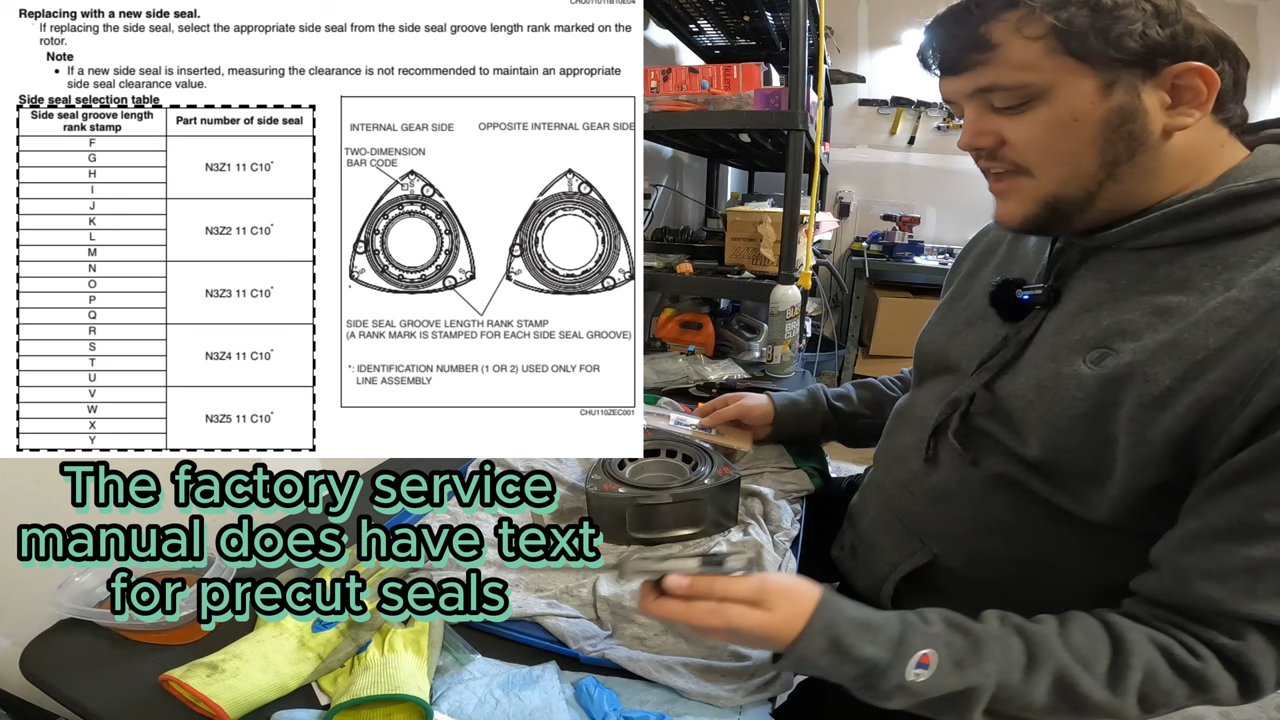 CHU011011B10E04
Replacing with a new side seal.
If replacing the side seal, select the appropriate side seal from the side seal groove length rank marked on the
rotor.
Note
• If a new side seal is inserted, measuring the clearance is not recommended to maintain an appropriate
side seal clearance value.
Side seal selection table
Side seal groove length
rank stamp
Part number of side seal
F
G
H
I
N3Z1 11 C10*
J
K
L
M
N3Z2 11 C10*
N
O
P
Q
N3Z3 11 C10*
R
S
T
U
N3Z4 11 C10*
V
W
X
Y
N3Z5 11 C10*
INTERNAL GEAR SIDE
OPPOSITE INTERNAL GEAR SIDE
TWO-DIMENSION
BAR CODE
SIDE SEAL GROOVE LENGTH RANK STAMP
(A RANK MARK IS STAMPED FOR EACH SIDE SEAL GROOVE)
*: IDENTIFICATION NUMBER (1 OR 2) USED ONLY FOR
LINE ASSEMBLY
CHU110ZEC001
The factory service
manual does have text
for precut seals